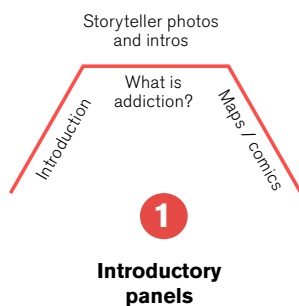 Storyteller photos
and intros
What is
addiction?
Introduction
Maps / comics
1
Introductory
panels